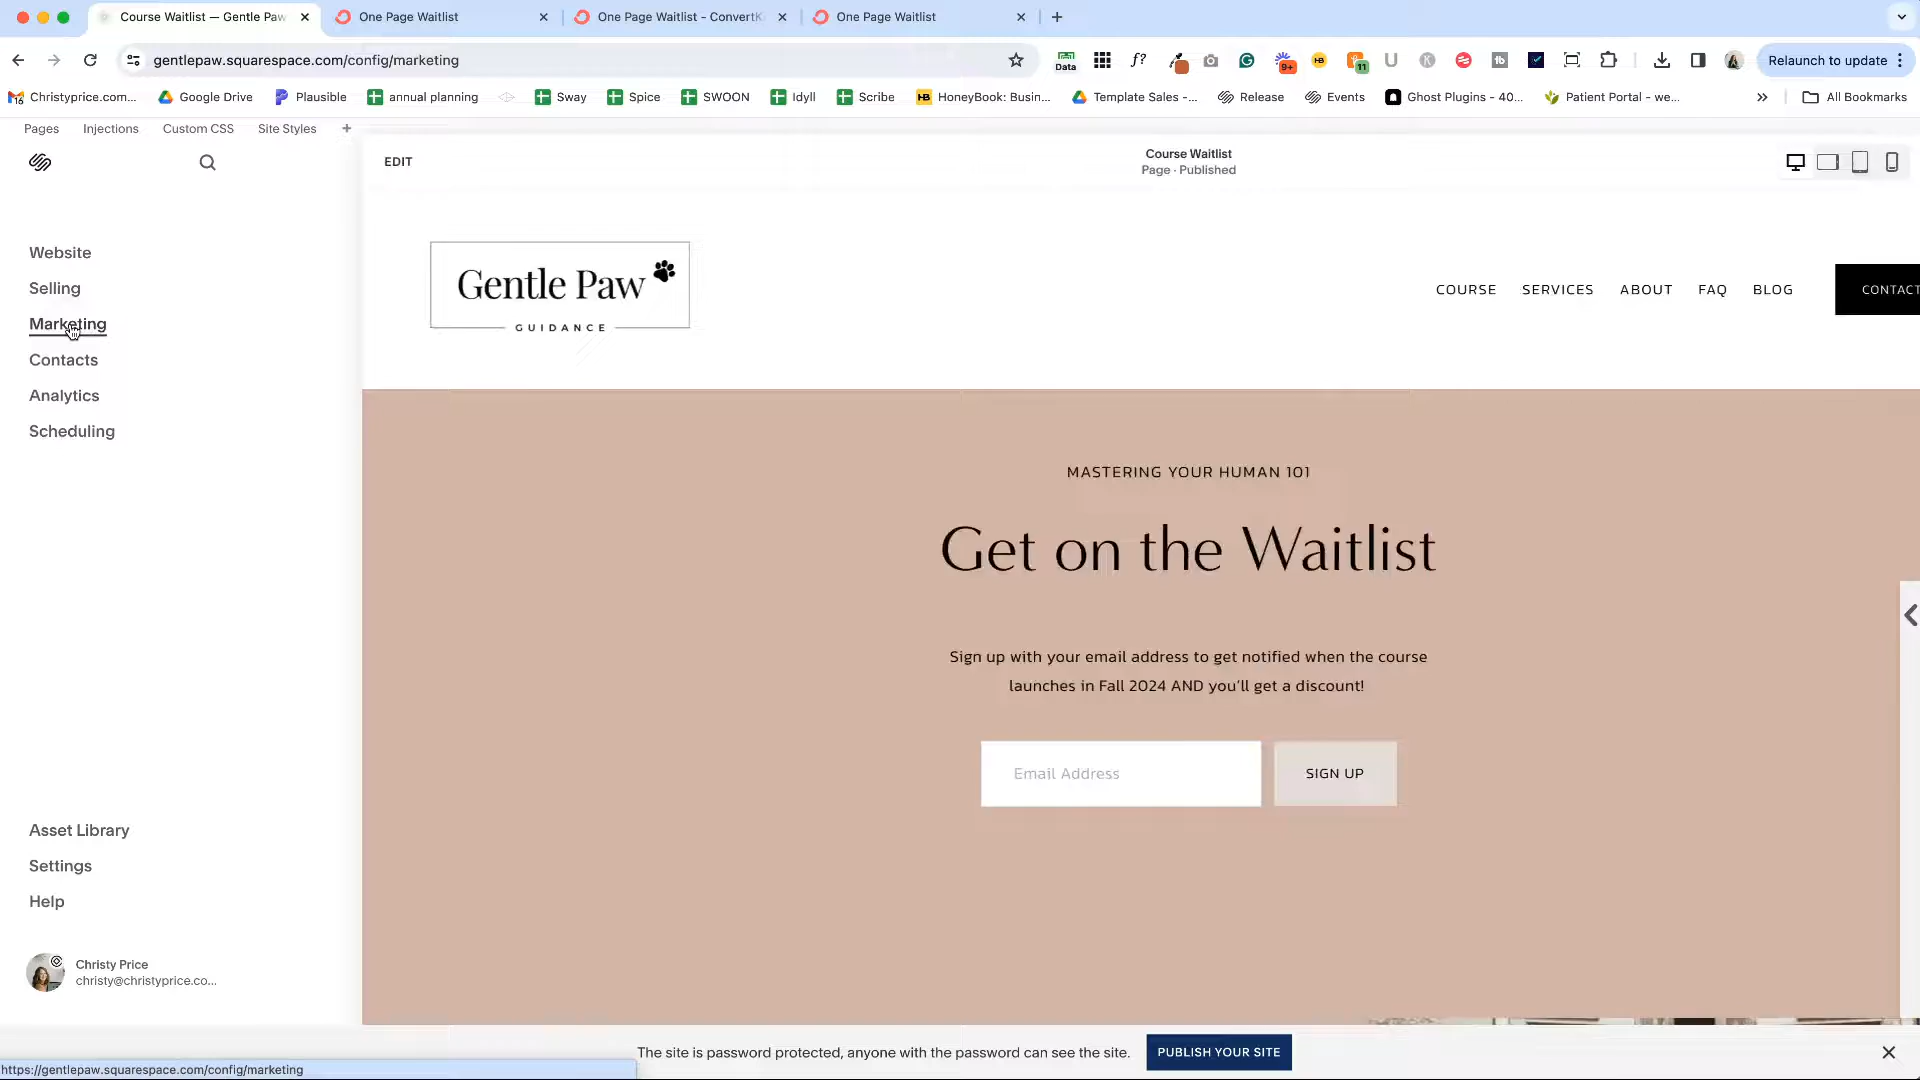 Course Waitlist — Gentle Paw
One Page Waitlist
One Page Waitlist - ConvertK
One Page Waitlist
gentlepaw.squarespace.com/config/marketing
Data
f?
9+
HB
11
U
K
tb
Relaunch to update
16
Christyprice.com...
Google Drive
Plausible
annual planning
Sway
Spice
SWOON
Idyll
Scribe
HB
HoneyBook: Busin...
Template Sales -...
Release
Events
Ghost Plugins - 40...
Patient Portal - we...
All Bookmarks
Pages
Injections
Custom CSS
Site Styles
EDIT
Course Waitlist
Page · Published
Website
Selling
Marketing
Contacts
Analytics
Scheduling
Asset Library
Settings
Help
Christy Price
christy@christyprice.co...
Gentle Paw
GUIDANCE
COURSE
SERVICES
ABOUT
FAQ
BLOG
CONTACT
MASTERING YOUR HUMAN 101
Get on the Waitlist
Sign up with your email address to get notified when the course
launches in Fall 2024 AND you'll get a discount!
Email Address
SIGN UP
The site is password protected, anyone with the password can see the site.
PUBLISH YOUR SITE
https://gentlepaw.squarespace.com/config/marketing